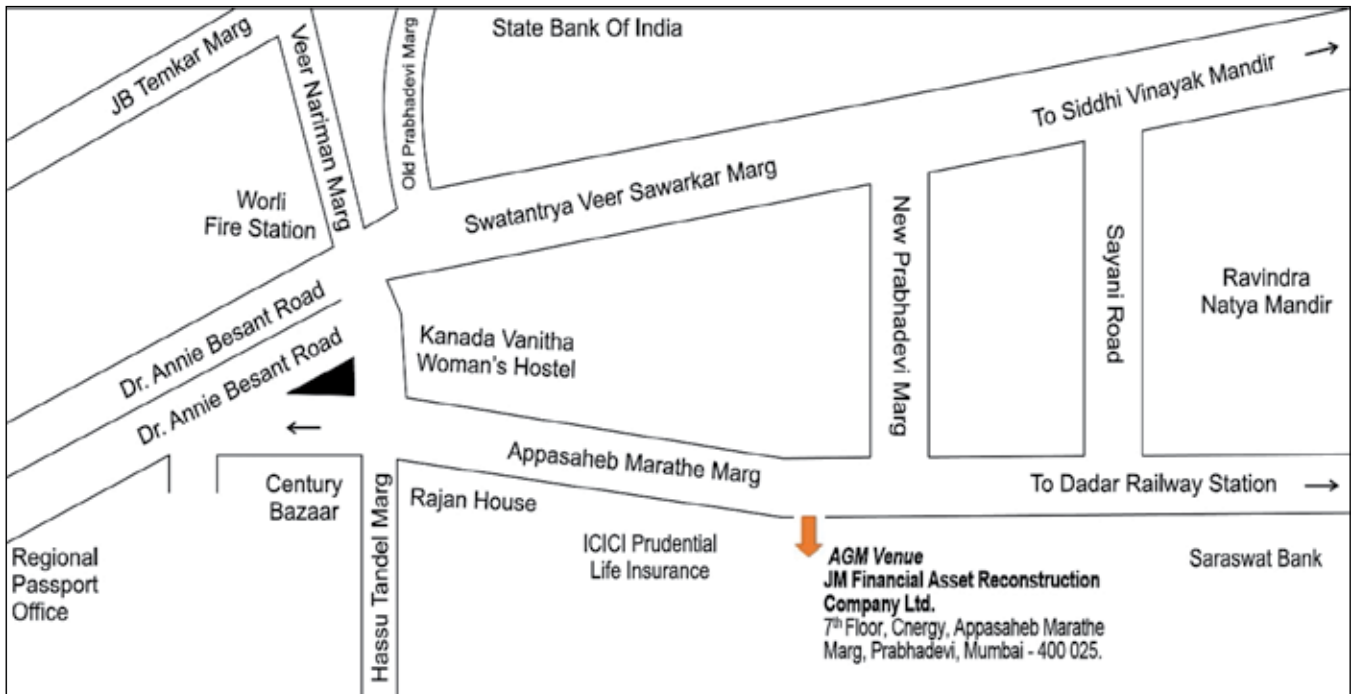 State Bank Of India
JB Temkar Marg
Veer Nariman Marg
Old Prabhadevi Marg
To Siddhi Vinayak Mandir →
Swatantrya Veer Sawarkar Marg
Worli
Fire Station
New Prabhadevi Marg
Sayani Road
Ravindra
Natya Mandir
Dr. Annie Besant Road
Dr. Annie Besant Road
Kanada Vanitha
Woman's Hostel
←
Appasaheb Marathe Marg
To Dadar Railway Station →
Century
Bazaar
Hassu Tandel Marg
Rajan House
Regional
Passport
Office
ICICI Prudential
Life Insurance
AGM Venue
JM Financial Asset Reconstruction
Company Ltd.
7th Floor, Cnergy, Appasaheb Marathe
Marg, Prabhadevi, Mumbai - 400 025.
Saraswat Bank